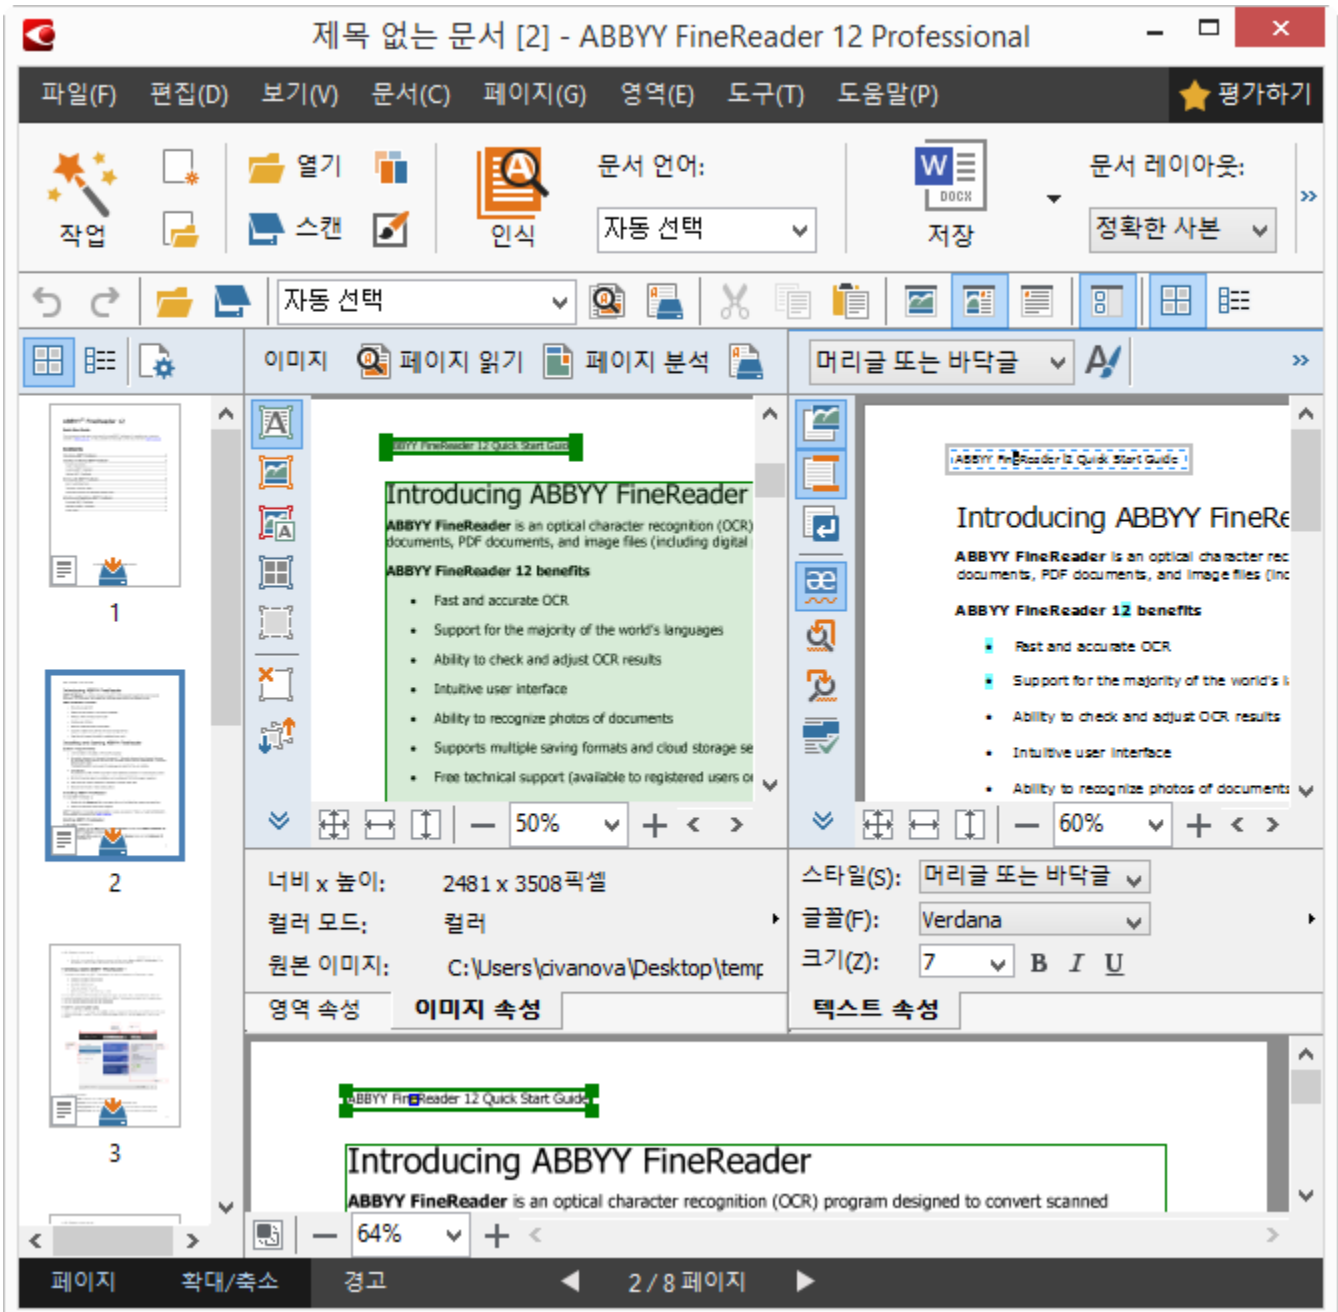 제목 없는 문서 [2] - ABBYY FineReader 12 Professional
파일(F) 편집(D) 보기(V) 문서(C) 페이지(G) 영역(E) 도구(T) 도움말(P) 평가하기
작업
열기
스캔
인식
문서 언어:
자동 선택
W
DOCX
저장
문서 레이아웃:
정확한 사본
자동 선택
이미지 페이지 읽기 페이지 분석
머리글 또는 바닥글
1
2
3
ABBYY FineReader 12 Quick Start Guide
Introducing ABBYY FineReader
ABBYY FineReader is an optical character recognition (OCR)
documents, PDF documents, and image files (including digital
ABBYY FineReader 12 benefits
• Fast and accurate OCR
• Support for the majority of the world's languages
• Ability to check and adjust OCR results
• Intuitive user interface
• Ability to recognize photos of documents
• Supports multiple saving formats and cloud storage se
• Free technical support (available to registered users o
50%
ABBYY FineReader 12 Quick Start Guide
Introducing ABBYY FineRe
ABBYY FineReader is an optical character rec
documents, PDF documents, and image files (inc
ABBYY FineReader 12 benefits
• Fast and accurate OCR
• Support for the majority of the world's l
• Ability to check and adjust OCR results
• Intuitive user interface
• Ability to recognize photos of documents
60%
너비 x 높이: 2481 x 3508픽셀
컬러 모드: 컬러
원본 이미지: C:\Users\civanova\Desktop\temp
영역 속성 이미지 속성
스타일(S): 머리글 또는 바닥글
글꼴(F): Verdana
크기(Z): 7 B I U
텍스트 속성
ABBYY FineReader 12 Quick Start Guide
Introducing ABBYY FineReader
ABBYY FineReader is an optical character recognition (OCR) program designed to convert scanned
64%
페이지 확대/축소 경고 2 / 8 페이지